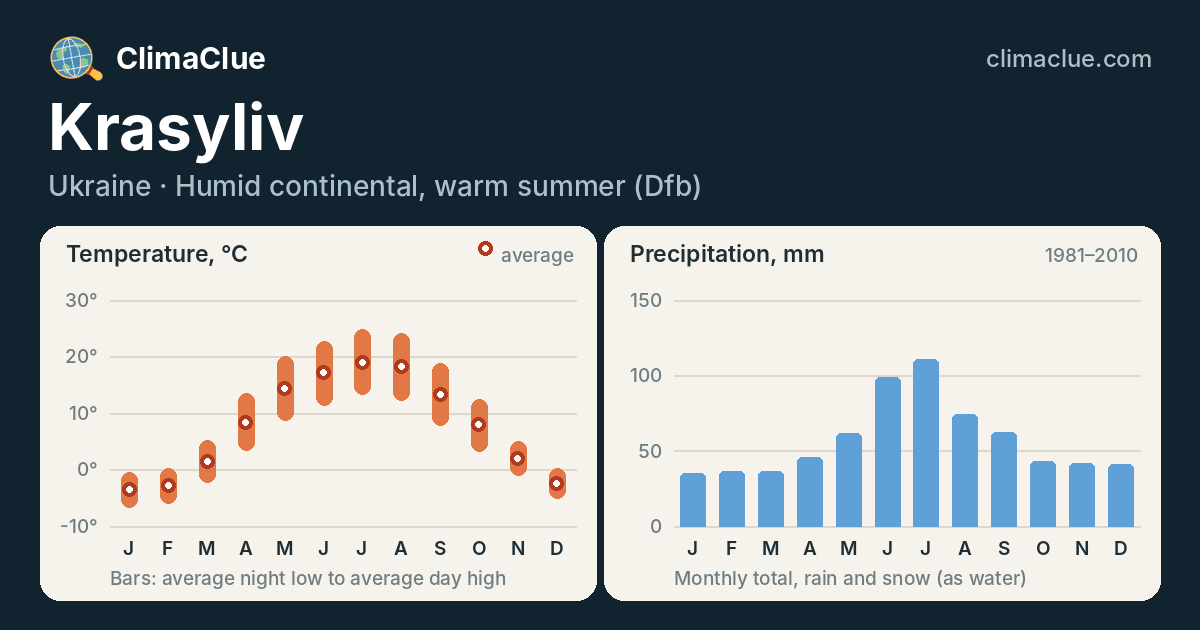 ClimaClue
climaclue.com
Krasyliv
Ukraine · Humid continental, warm summer (Dfb)
Temperature, °C
average
30°
20°
10°
0°
-10°
J F M A M J J A S O N D
Bars: average night low to average day high
Precipitation, mm
1981–2010
150
100
50
0
J F M A M J J A S O N D
Monthly total, rain and snow (as water)